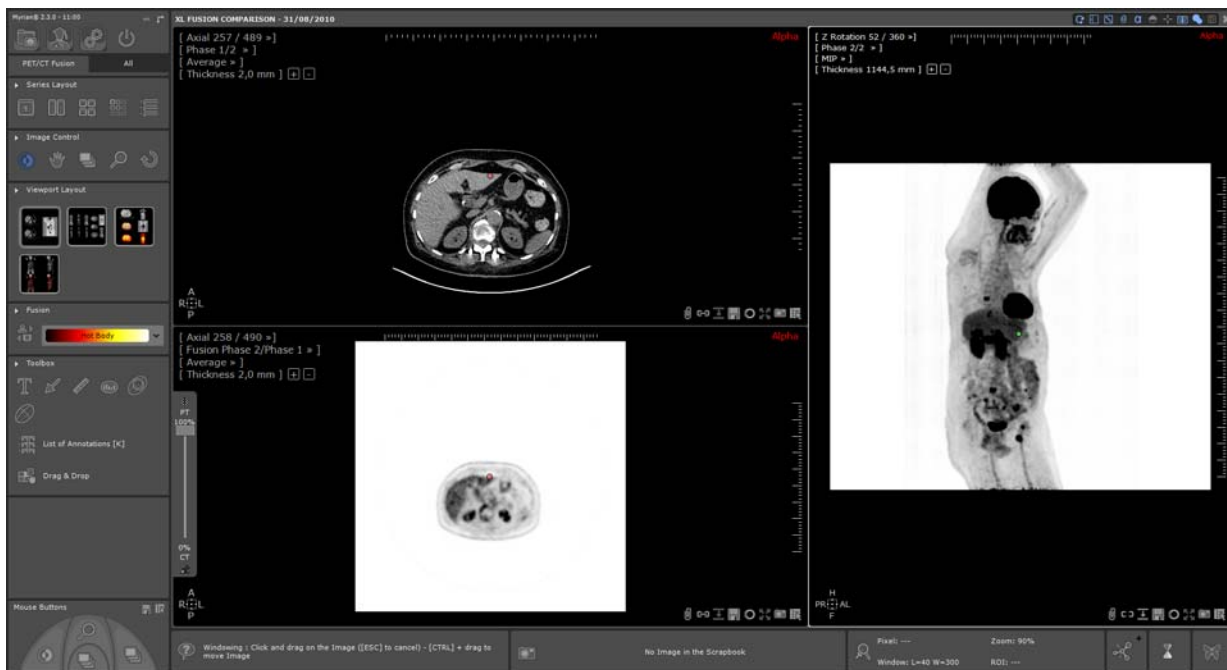 Myrian® 2.3.0 - 11:00
XL FUSION COMPARISON - 31/08/2010
PET/CT Fusion
All
Series Layout
Image Control
Viewport Layout
Fusion
Hot Body
Toolbox
T
List of Annotations [K]
Drag & Drop
Mouse Buttons
[ Axial 257 / 489 »]
[ Phase 1/2 » ]
[ Average » ]
[ Thickness 2,0 mm ] + -
Alpha
A
R L
P
[ Axial 258 / 490 »]
[ Fusion Phase 2/Phase 1 » ]
[ Average » ]
[ Thickness 2,0 mm ] + -
Alpha
PT
100%
0%
CT
A
R L
P
[ Z Rotation 52 / 360 »]
[ Phase 2/2 » ]
[ MIP » ]
[ Thickness 1144,5 mm ] + -
Alpha
H
PR AL
F
Windowing : Click and drag on the Image ([ESC] to cancel) - [CTRL] + drag to
move Image
No Image in the Scrapbook
Pixel: ---
Zoom: 90%
Window: L=40 W=300
ROI: ---